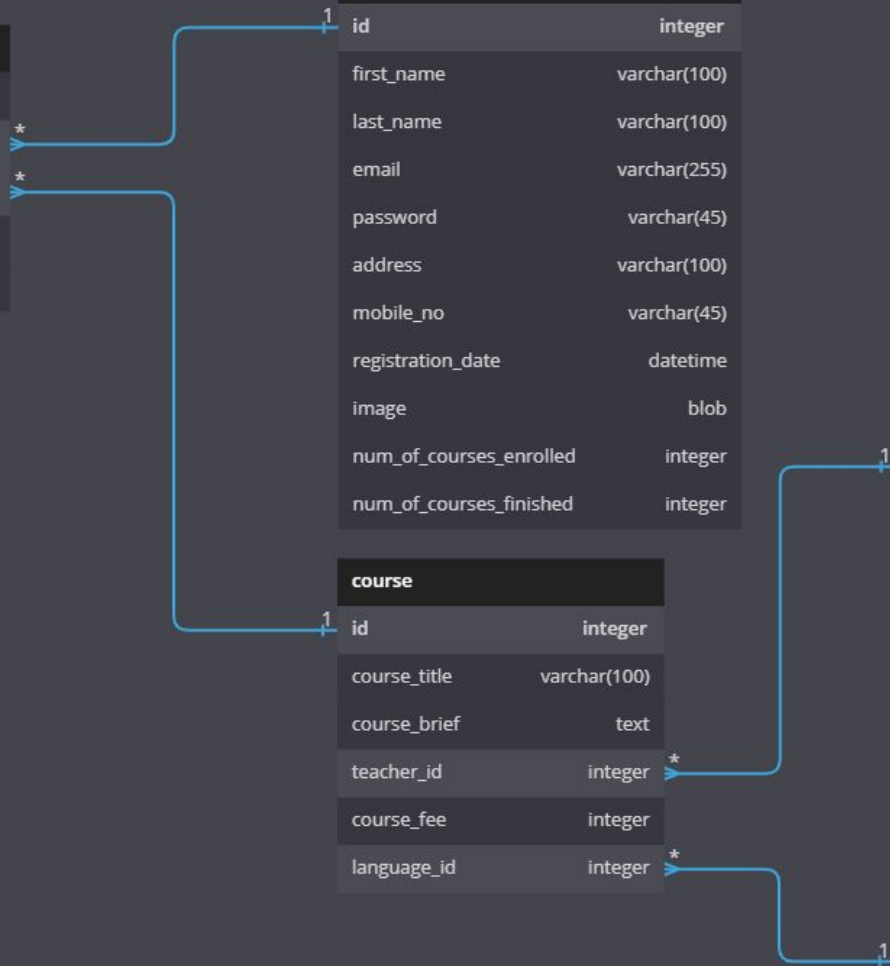 1
id integer
first_name varchar(100)
*
last_name varchar(100)
email varchar(255)
*
password varchar(45)
address varchar(100)
mobile_no varchar(45)
registration_date datetime
image blob
num_of_courses_enrolled integer
1
num_of_courses_finished integer
course
1
id integer
course_title varchar(100)
course_brief text
*
teacher_id integer
course_fee integer
*
language_id integer
1